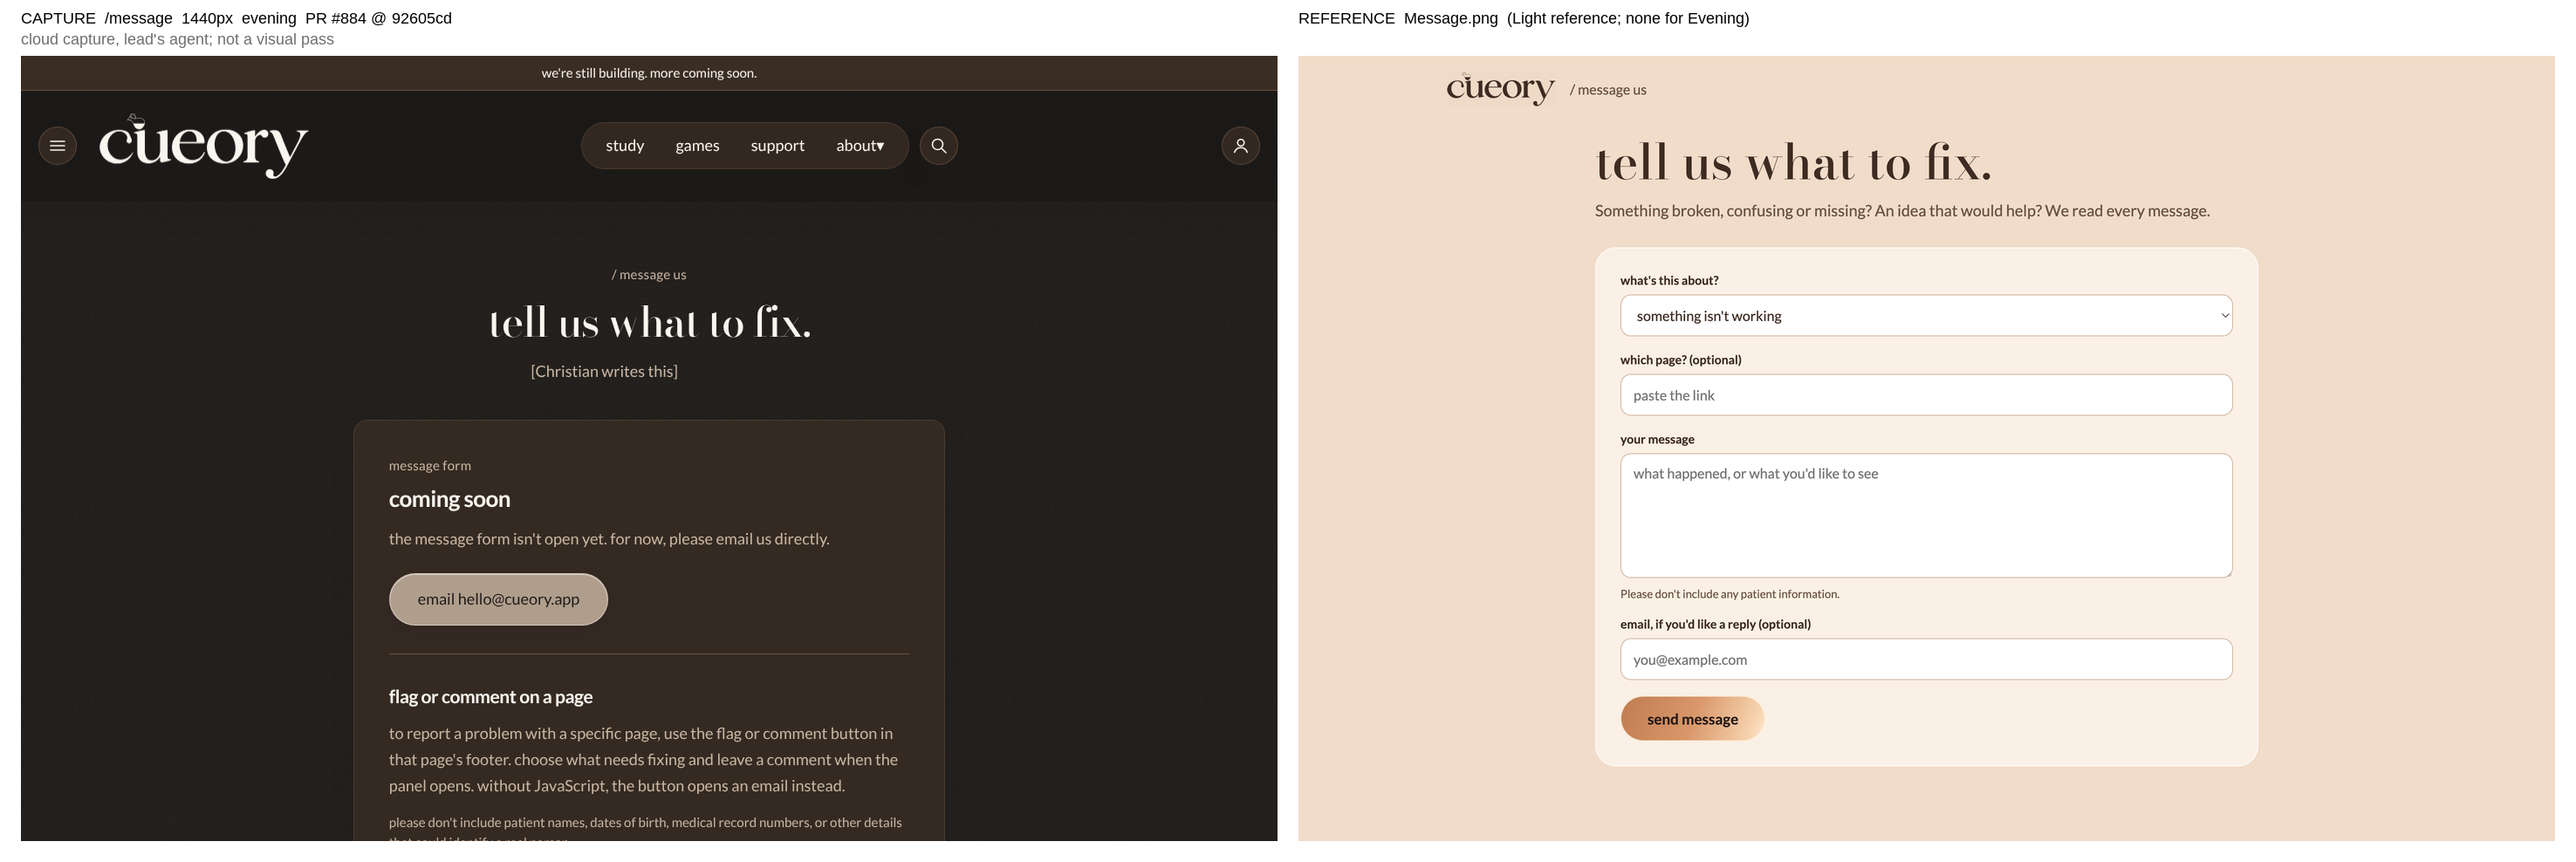 CAPTURE /message 1440px evening PR #884 @ 92605cd
cloud capture, lead's agent; not a visual pass
we're still building. more coming soon.
cueory
study games support about▾
/ message us
tell us what to fix.
[Christian writes this]
message form
coming soon
the message form isn't open yet. for now, please email us directly.
email hello@cueory.app
flag or comment on a page
to report a problem with a specific page, use the flag or comment button in
that page's footer. choose what needs fixing and leave a comment when the
panel opens. without JavaScript, the button opens an email instead.
please don't include patient names, dates of birth, medical record numbers, or other details
REFERENCE Message.png (Light reference; none for Evening)
cueory / message us
tell us what to fix.
Something broken, confusing or missing? An idea that would help? We read every message.
what's this about?
something isn't working
which page? (optional)
paste the link
your message
what happened, or what you'd like to see
Please don't include any patient information.
email, if you'd like a reply (optional)
you@example.com
send message